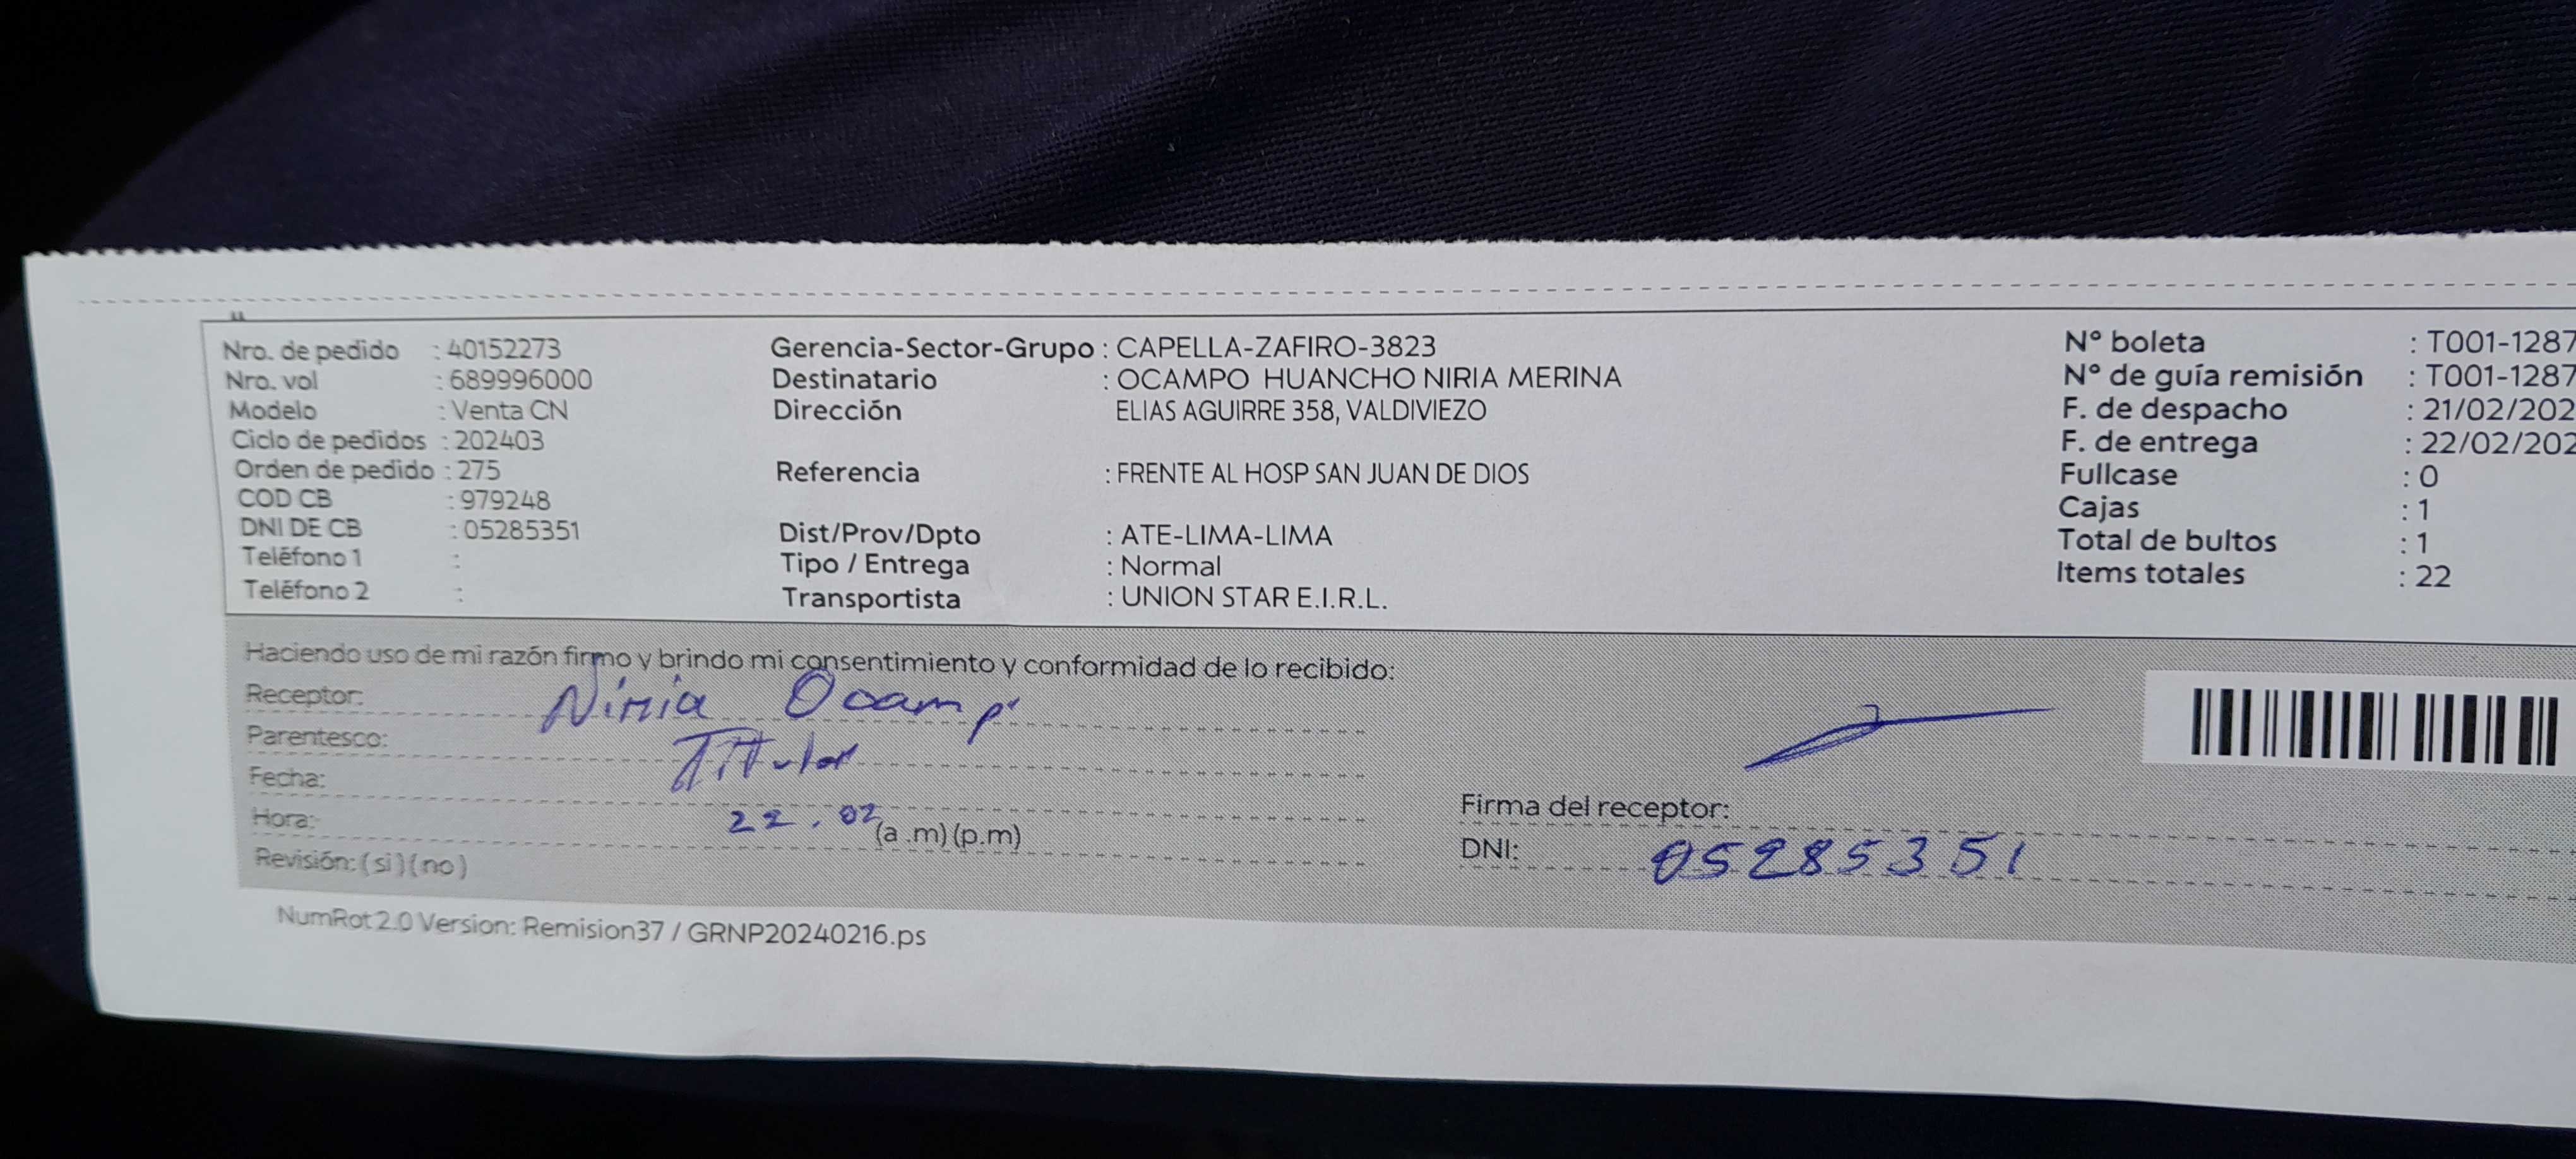 Nro. de pedido : 40152273
Nro. vol : 689996000
Modelo : Venta CN
Ciclo de pedidos : 202403
Orden de pedido : 275
COD CB : 979248
DNI DE CB : 05285351
Teléfono 1 :
Teléfono 2 :
Gerencia-Sector-Grupo : CAPELLA-ZAFIRO-3823
Destinatario : OCAMPO HUANCHO NIRIA MERINA
Dirección ELIAS AGUIRRE 358, VALDIVIEZO
Referencia : FRENTE AL HOSP SAN JUAN DE DIOS
Dist/Prov/Dpto : ATE-LIMA-LIMA
Tipo / Entrega : Normal
Transportista : UNION STAR E.I.R.L.
N° boleta : T001-1287
N° de guía remisión : T001-1287
F. de despacho : 21/02/202
F. de entrega : 22/02/202
Fullcase : 0
Cajas : 1
Total de bultos : 1
Items totales : 22
Haciendo uso de mi razón firmo y brindo mi consentimiento y conformidad de lo recibido:
Receptor: Niria Ocamp
Parentesco: Titular
Fecha:
Hora: 22.02 (a.m)(p.m)
Revisión: (si)(no)
Firma del receptor:
DNI: 05285351
NumRot 2.0 Version: Remision37 / GRNP20240216.ps